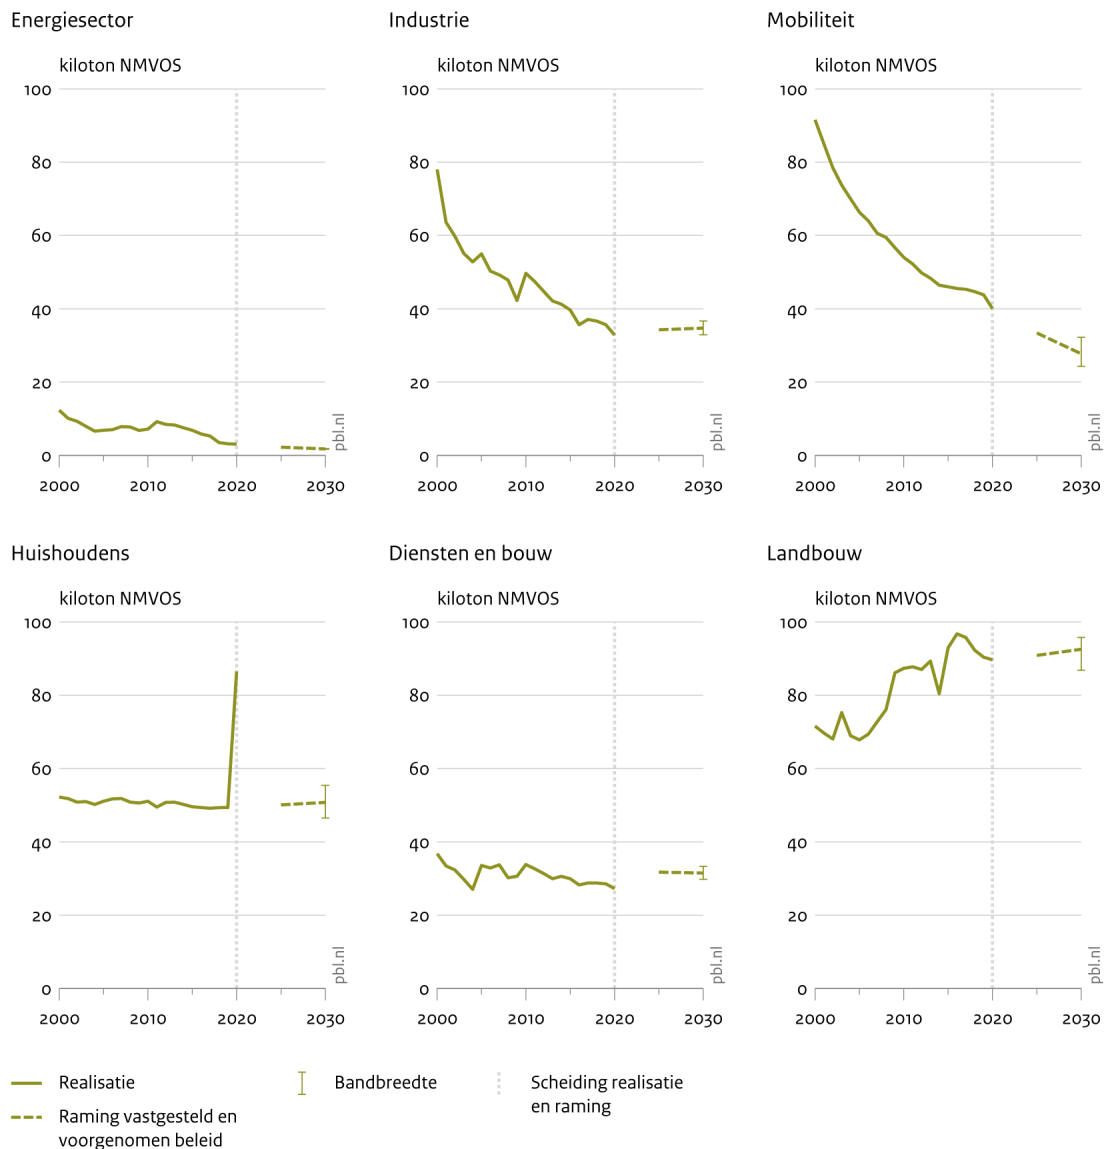 Energiesector
kiloton NMVOS
100
80
60
40
20
0
2000 2010 2020 2030
pbl.nl
Industrie
kiloton NMVOS
100
80
60
40
20
0
2000 2010 2020 2030
pbl.nl
Mobiliteit
kiloton NMVOS
100
80
60
40
20
0
2000 2010 2020 2030
pbl.nl
Huishoudens
kiloton NMVOS
100
80
60
40
20
0
2000 2010 2020 2030
pbl.nl
Diensten en bouw
kiloton NMVOS
100
80
60
40
20
0
2000 2010 2020 2030
pbl.nl
Landbouw
kiloton NMVOS
100
80
60
40
20
0
2000 2010 2020 2030
pbl.nl
Realisatie
Raming vastgesteld en
voorgenomen beleid
Bandbreedte
Scheiding realisatie
en raming